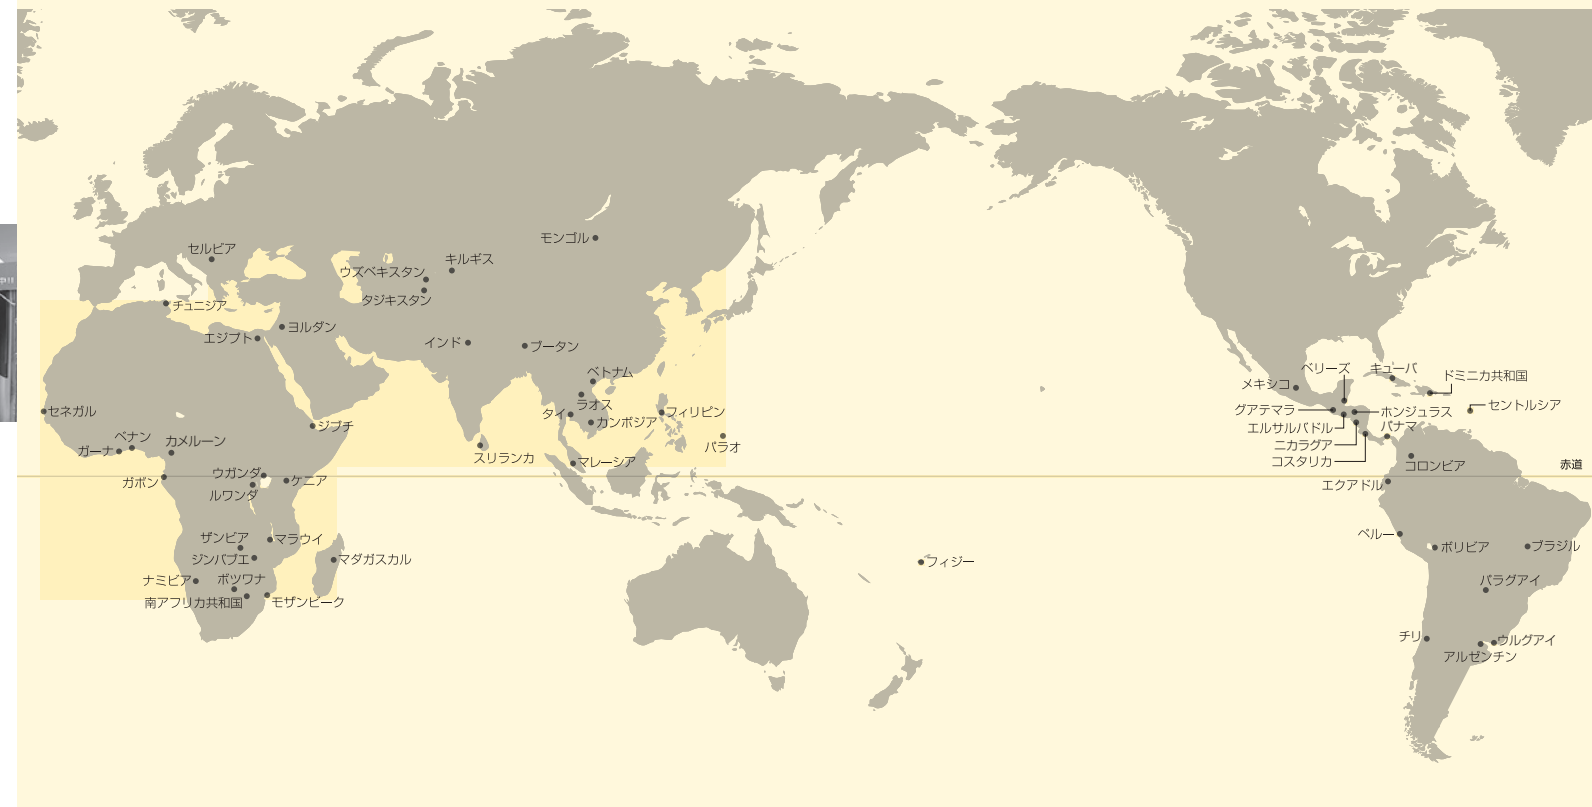 モンゴル
セルビア
キルギス
ウズベキスタン
タジキスタン
チュニジア
ヨルダン
エジプト
インド
ブータン
ベトナム
ラオス
タイ
カンボジア
フィリピン
パラオ
スリランカ
マレーシア
セネガル
ジブチ
ベナン
カメルーン
ガーナ
ガボン
ウガンダ
ケニア
ルワンダ
ザンビア
マラウイ
ジンバブエ
マダガスカル
ナミビア
ボツワナ
南アフリカ共和国
モザンビーク
フィジー
ベリーズ
キューバ
ドミニカ共和国
メキシコ
グアテマラ
ホンジュラス
セントルシア
エルサルバドル
パナマ
ニカラグア
コスタリカ
コロンビア
赤道
エクアドル
ペルー
ボリビア
ブラジル
パラグアイ
チリ
ウルグアイ
アルゼンチン